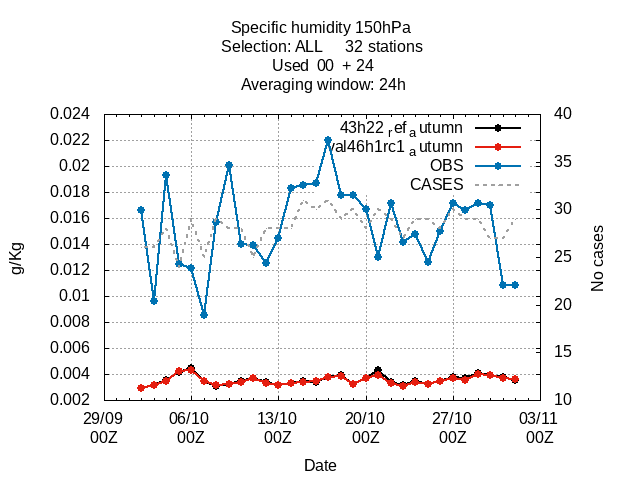 Specific humidity 150hPa
Selection: ALL 32 stations
Used 00 + 24
Averaging window: 24h
43h22_refautumn
val46h1rc1_autumn
OBS
CASES
0.024
0.022
0.02
0.018
0.016
0.014
0.012
0.01
0.008
0.006
0.004
0.002
40
35
30
25
20
15
10
g/Kg
No cases
29/09 06/10 13/10 20/10 27/10 03/11
00Z 00Z 00Z 00Z 00Z 00Z
Date